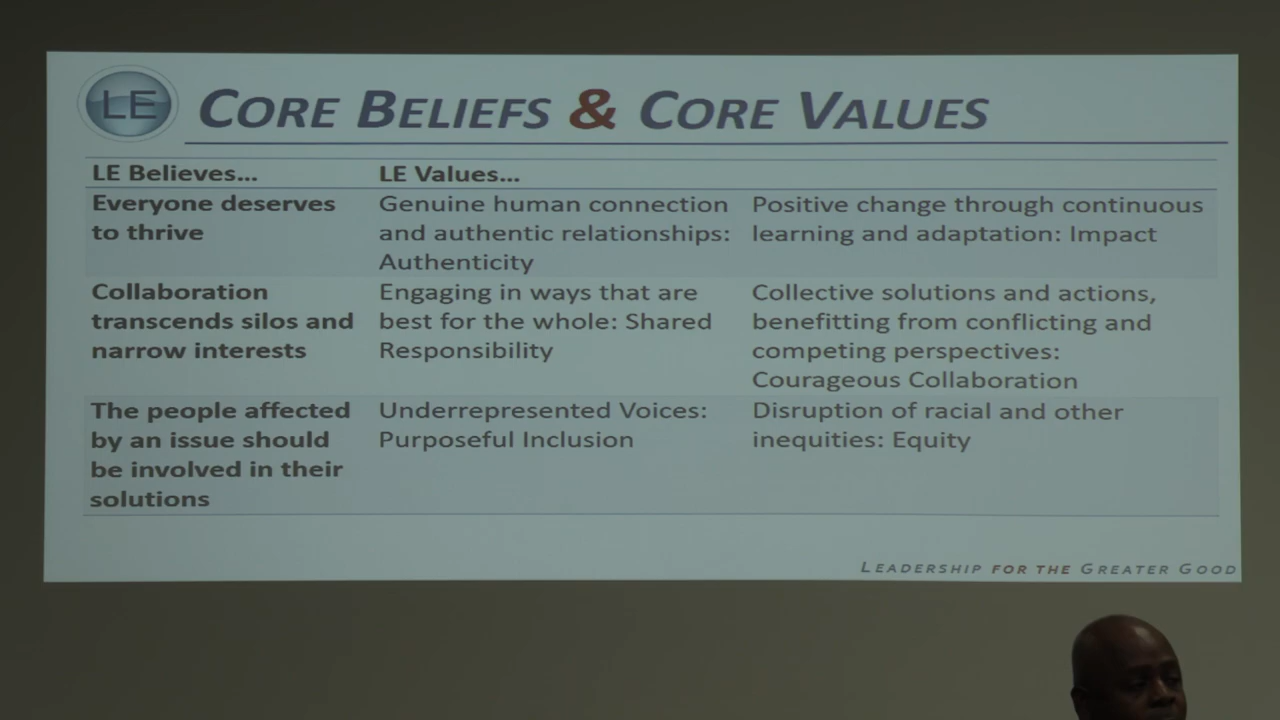 LE
CORE BELIEFS & CORE VALUES
LE Believes...
LE Values...
Everyone deserves
to thrive
Genuine human connection
and authentic relationships:
Authenticity
Positive change through continuous
learning and adaptation: Impact
Collaboration
transcends silos and
narrow interests
Engaging in ways that are
best for the whole: Shared
Responsibility
Collective solutions and actions,
benefitting from conflicting and
competing perspectives:
Courageous Collaboration
The people affected
by an issue should
be involved in their
solutions
Underrepresented Voices:
Purposeful Inclusion
Disruption of racial and other
inequities: Equity
LEADERSHIP FOR THE GREATER GOOD